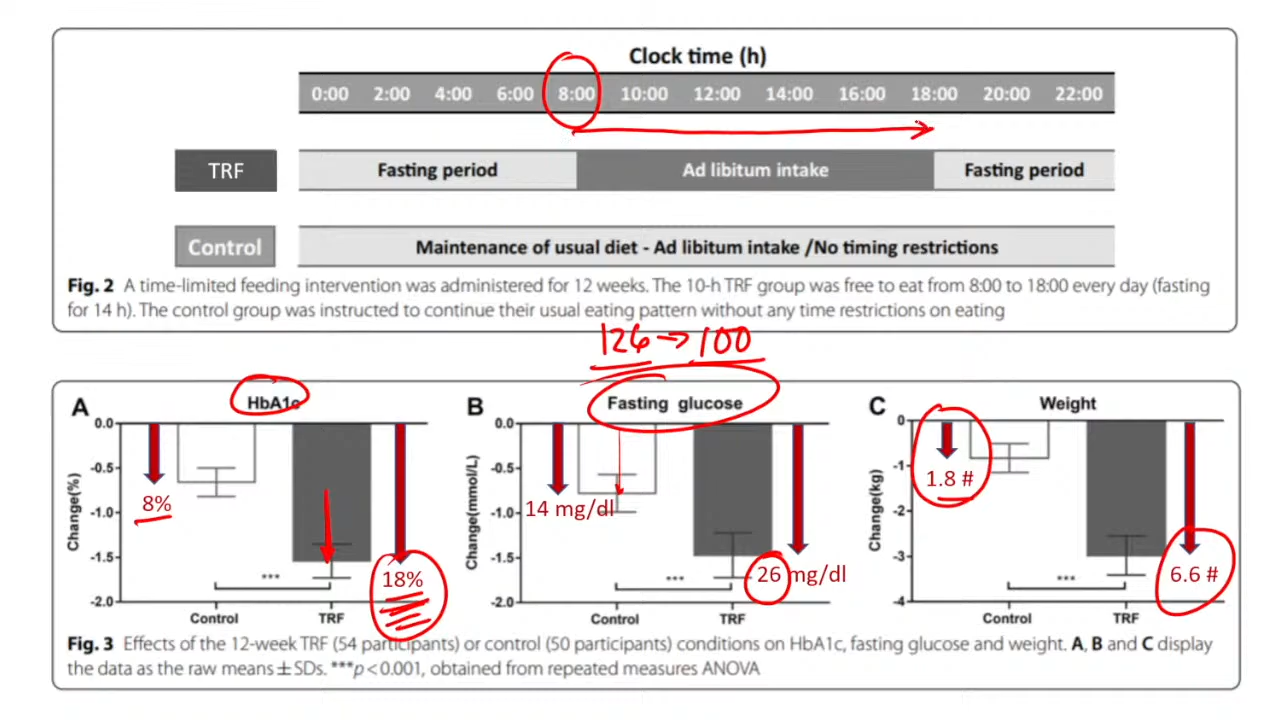 Clock time (h)
0:00 2:00 4:00 6:00 8:00 10:00 12:00 14:00 16:00 18:00 20:00 22:00
TRF Fasting period Ad libitum intake Fasting period
Control Maintenance of usual diet - Ad libitum intake /No timing restrictions
Fig. 2 A time-limited feeding intervention was administered for 12 weeks. The 10-h TRF group was free to eat from 8:00 to 18:00 every day (fasting
for 14 h). The control group was instructed to continue their usual eating pattern without any time restrictions on eating
126 → 100
A HbA1c
Change(%)
0.0
-0.5
-1.0
-1.5
-2.0
8%
18%
***
Control TRF
B Fasting glucose
Change(mmol/L)
0.0
-0.5
-1.0
-1.5
-2.0
14 mg/dl
26 mg/dl
***
Control TRF
C Weight
Change(kg)
0
-1
-2
-3
-4
1.8 #
6.6 #
***
Control TRF
Fig. 3 Effects of the 12-week TRF (54 participants) or control (50 participants) conditions on HbA1c, fasting glucose and weight. A, B and C display
the data as the raw means ± SDs. ***p < 0.001, obtained from repeated measures ANOVA